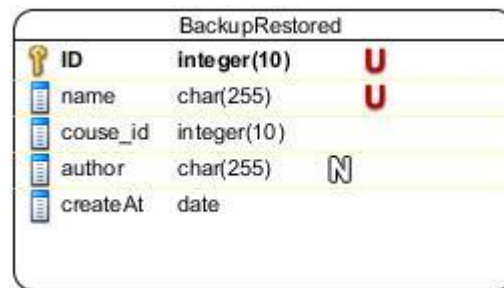 BackupRestored
ID integer(10) U
name char(255) U
couse_id integer(10)
author char(255) N
createAt date